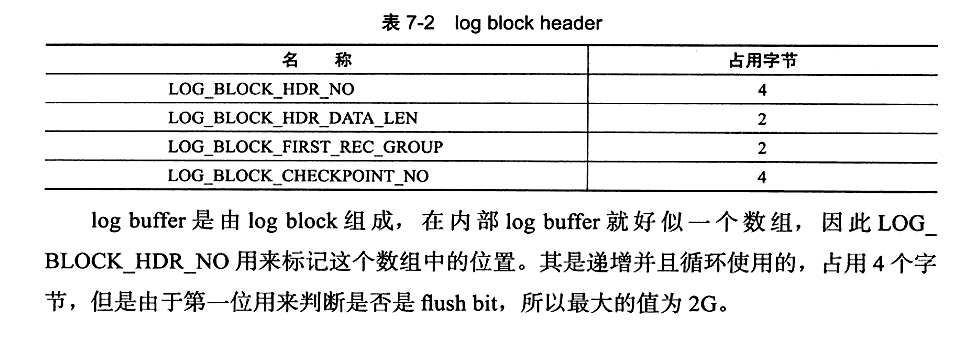 表 7-2 log block header
名 称 占用字节
LOG_BLOCK_HDR_NO 4
LOG_BLOCK_HDR_DATA_LEN 2
LOG_BLOCK_FIRST_REC_GROUP 2
LOG_BLOCK_CHECKPOINT_NO 4
log buffer 是由 log block 组成，在内部 log buffer 就好似一个数组，因此 LOG_
BLOCK_HDR_NO 用来标记这个数组中的位置。其是递增并且循环使用的，占用 4 个字
节，但是由于第一位用来判断是否是 flush bit，所以最大的值为 2G。